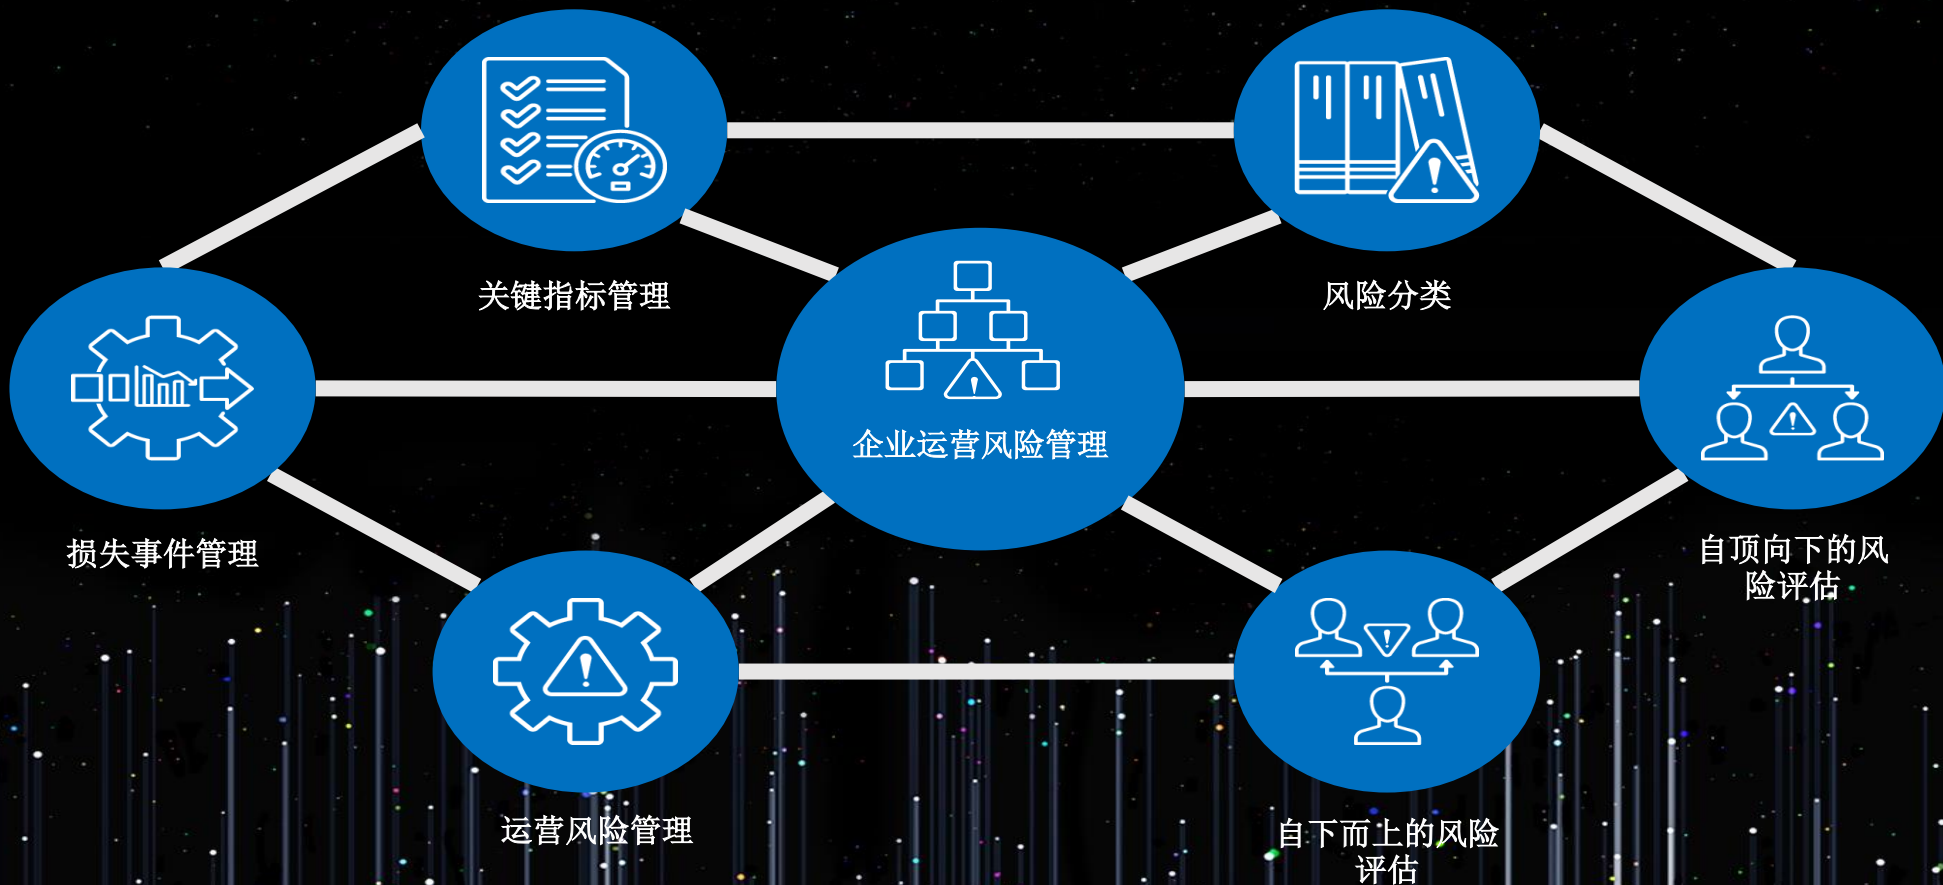 关键指标管理
风险分类
企业运营风险管理
损失事件管理
自顶向下的风
险评估
运营风险管理
自下而上的风险
评估